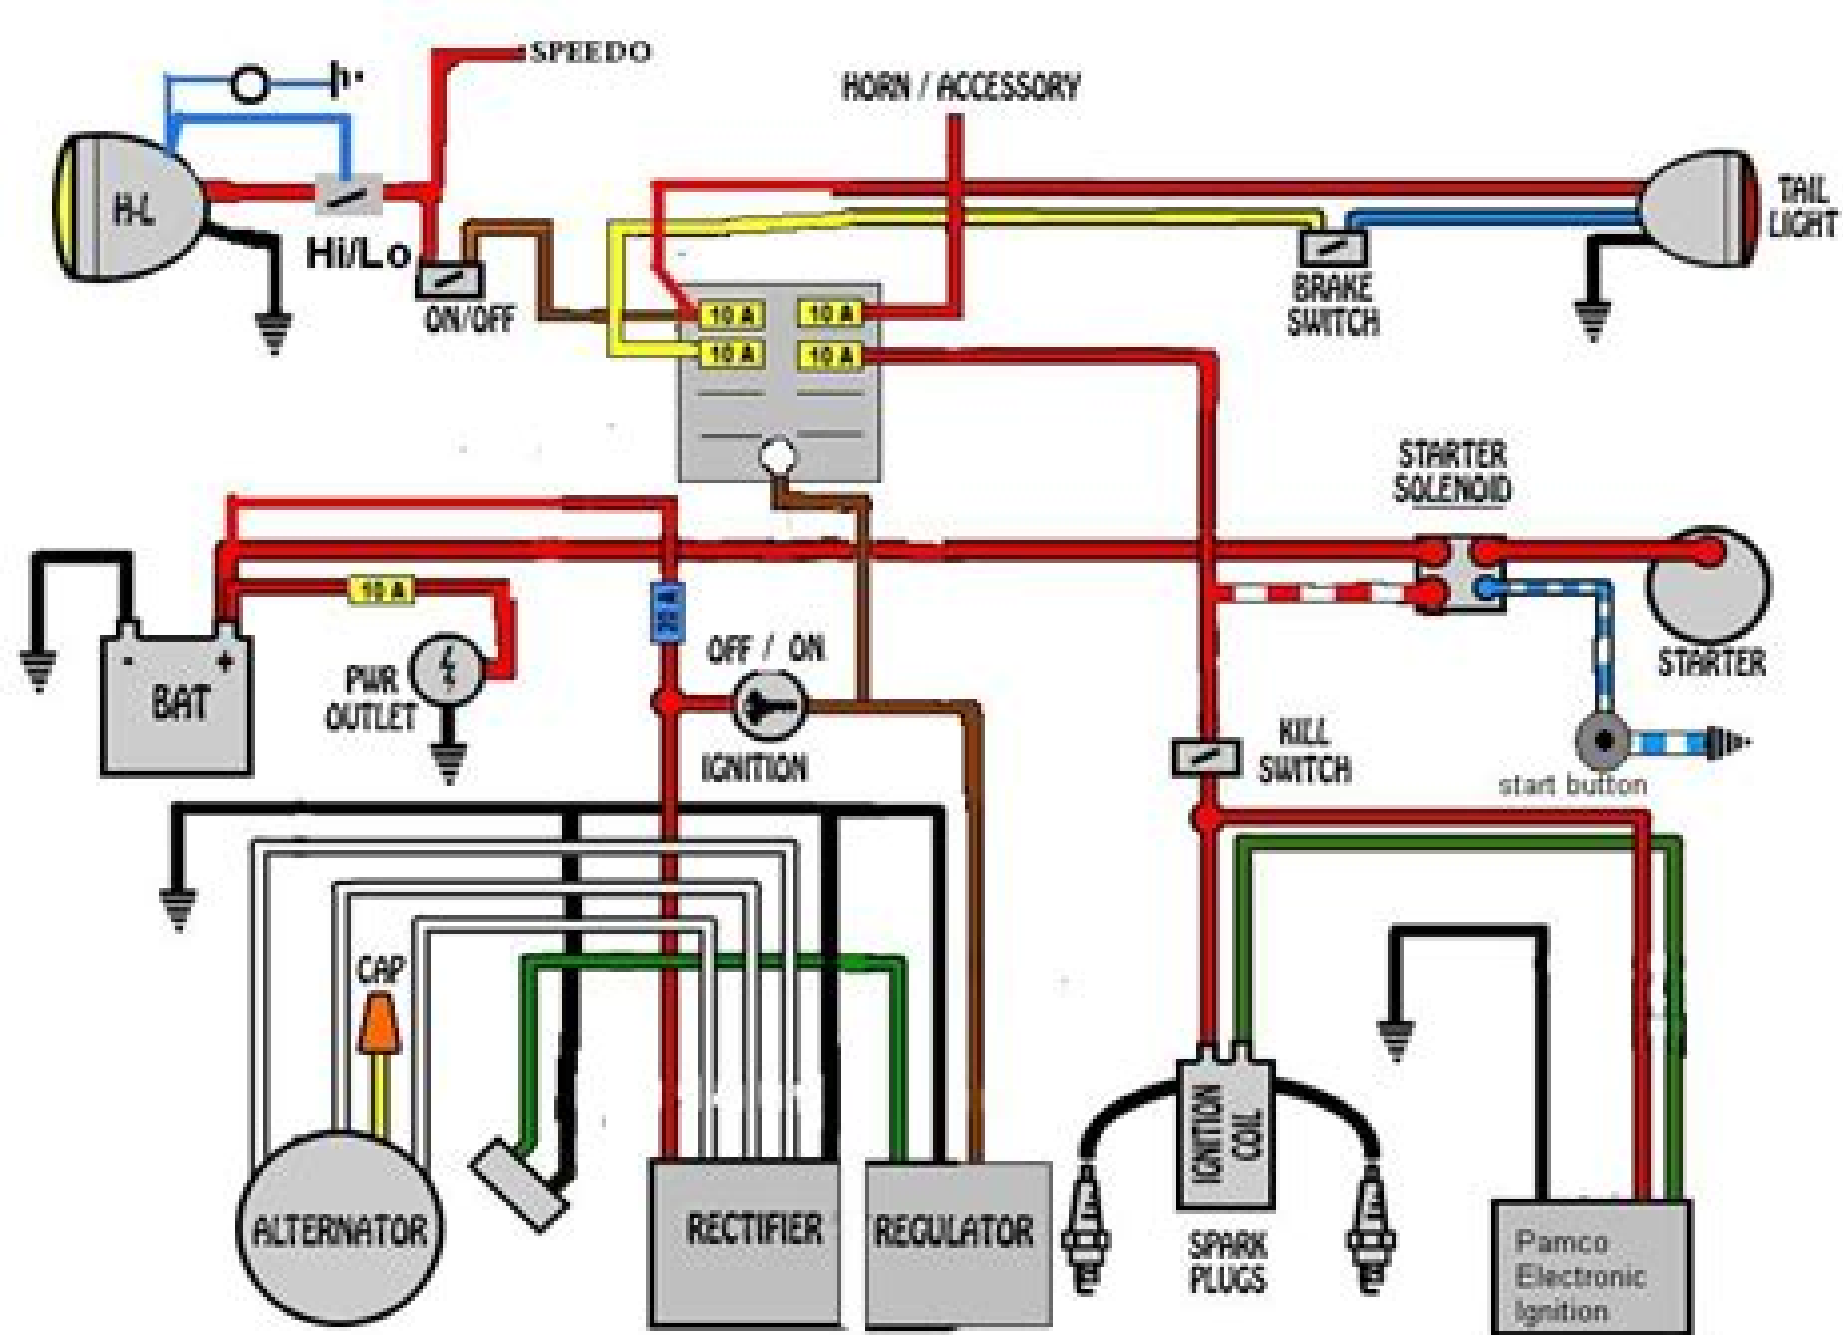 SPEEDO
HORN / ACCESSORY
H-L
TAIL
LIGHT
Hi/Lo
ON/OFF
BRAKE
SWITCH
10 A
10 A
10 A
10 A
STARTER
SOLENOID
10 A
OFF / ON
- +
BAT
PWR
OUTLET
IGNITION
STARTER
KILL
SWITCH
start button
CAP
IGNITION
COIL
ALTERNATOR
RECTIFIER
REGULATOR
SPARK
PLUGS
Pamco
Electronic
Ignition